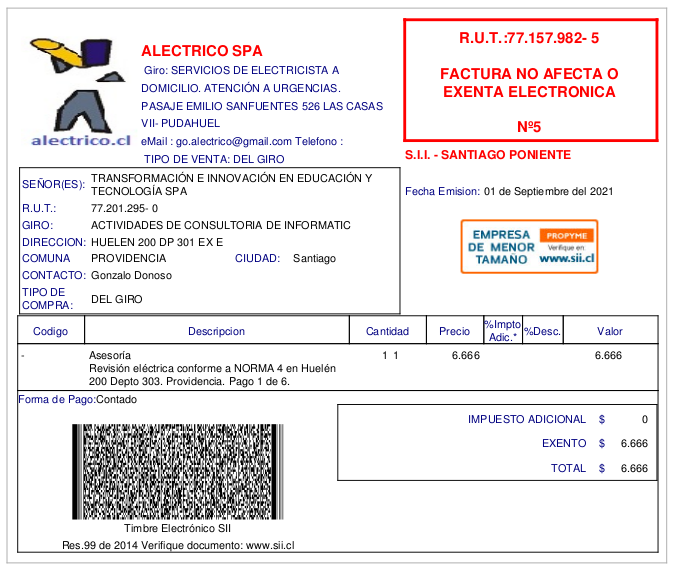 alectrico.cl
ALECTRICO SPA
Giro: SERVICIOS DE ELECTRICISTA A
DOMICILIO. ATENCIÓN A URGENCIAS.
PASAJE EMILIO SANFUENTES 526 LAS CASAS
VII- PUDAHUEL
eMail : go.alectrico@gmail.com Telefono :
TIPO DE VENTA: DEL GIRO
R.U.T.:77.157.982- 5
FACTURA NO AFECTA O
EXENTA ELECTRONICA
Nº5
S.I.I. - SANTIAGO PONIENTE
Fecha Emision: 01 de Septiembre del 2021
EMPRESA
DE MENOR
TAMAÑO
PROPYME
Verifique en:
www.sii.cl
SEÑOR(ES): TRANSFORMACIÓN E INNOVACIÓN EN EDUCACIÓN Y
TECNOLOGÍA SPA
R.U.T.: 77.201.295- 0
GIRO: ACTIVIDADES DE CONSULTORIA DE INFORMATIC
DIRECCION: HUELEN 200 DP 301 EX E
COMUNA PROVIDENCIA CIUDAD: Santiago
CONTACTO: Gonzalo Donoso
TIPO DE
COMPRA: DEL GIRO
Codigo Descripcion Cantidad Precio %Impto Adic.* %Desc. Valor
- Asesoría 1 1 6.666 6.666
Revisión eléctrica conforme a NORMA 4 en Huelén
200 Depto 303. Providencia. Pago 1 de 6.
Forma de Pago:Contado
IMPUESTO ADICIONAL $ 0
EXENTO $ 6.666
TOTAL $ 6.666
Timbre Electrónico SII
Res.99 de 2014 Verifique documento: www.sii.cl